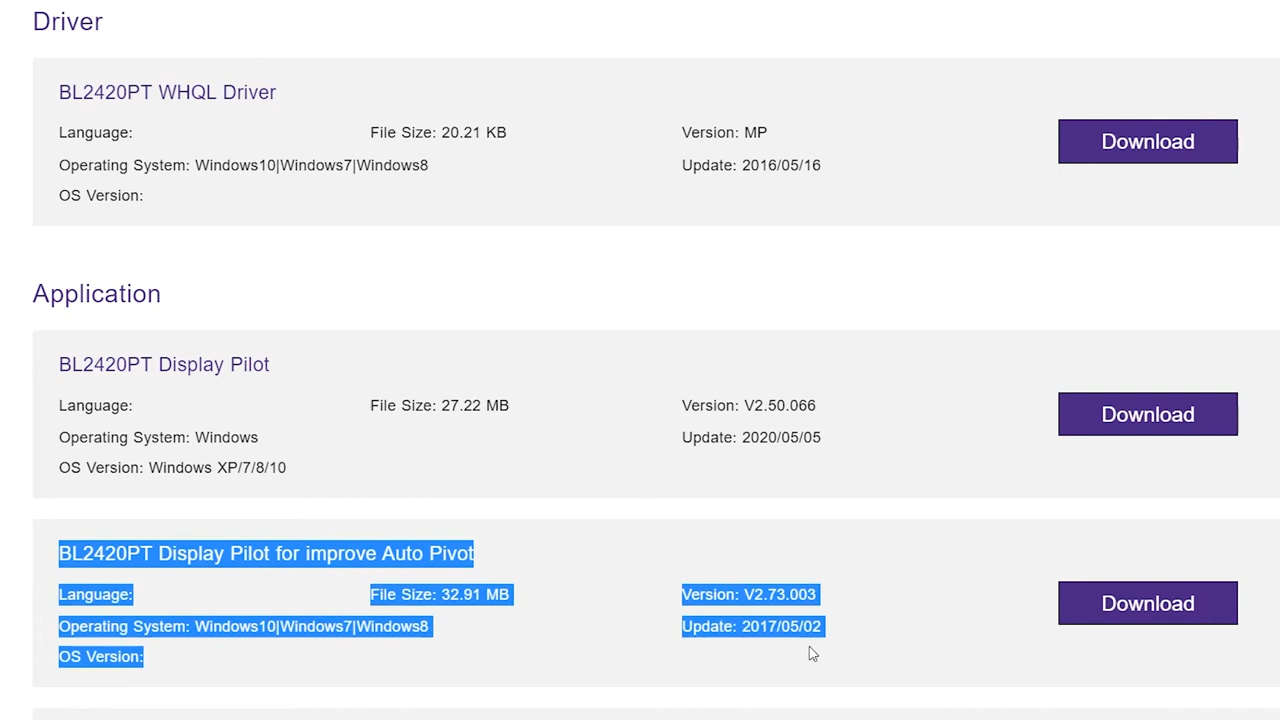 Driver
BL2420PT WHQL Driver
Language: File Size: 20.21 KB Version: MP
Download
Operating System: Windows10|Windows7|Windows8 Update: 2016/05/16
OS Version:
Application
BL2420PT Display Pilot
Language: File Size: 27.22 MB Version: V2.50.066
Download
Operating System: Windows Update: 2020/05/05
OS Version: Windows XP/7/8/10
BL2420PT Display Pilot for improve Auto Pivot
Language: File Size: 32.91 MB Version: V2.73.003
Download
Operating System: Windows10|Windows7|Windows8 Update: 2017/05/02
OS Version: